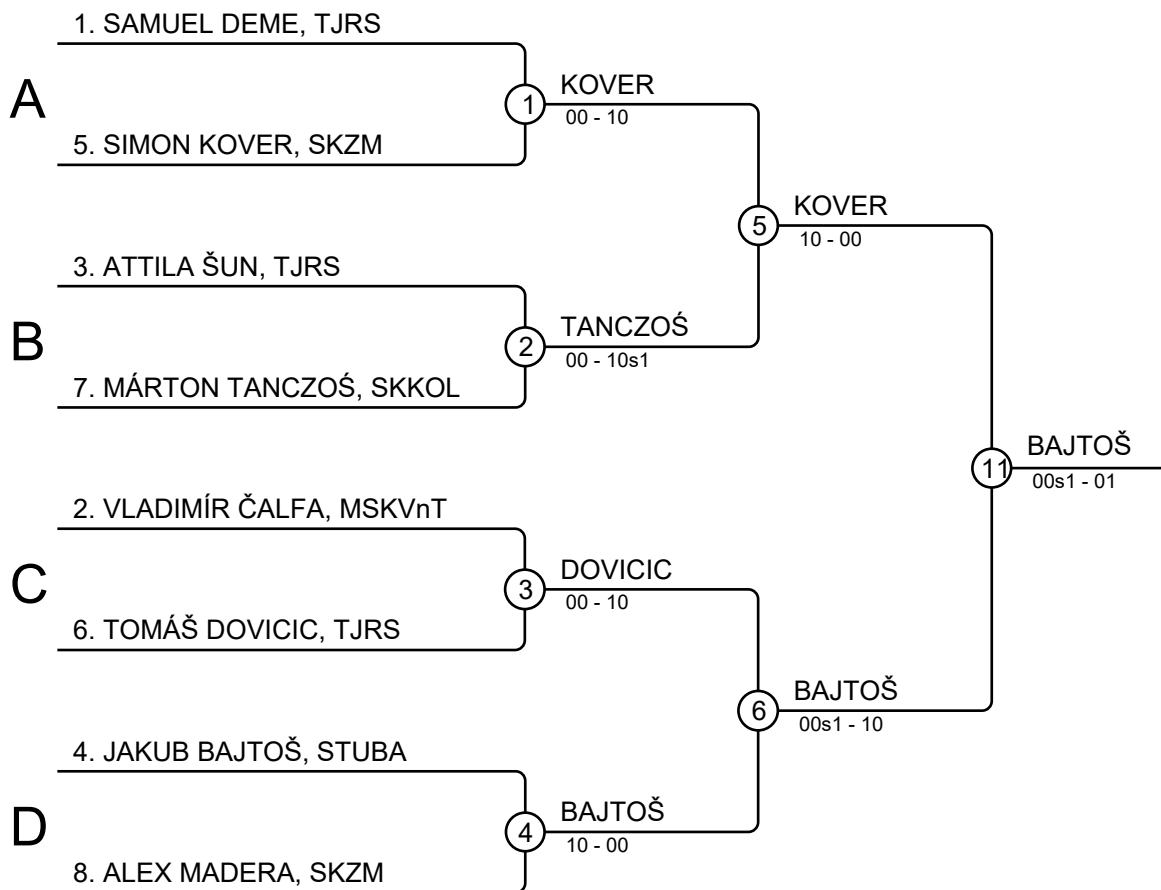 1. SAMUEL DEME, TJRS
A
1
KOVER
00 - 10
5. SIMON KOVER, SKZM
5
KOVER
10 - 00
3. ATTILA ŠUN, TJRS
B
2
TANCZOŚ
00 - 10s1
7. MÁRTON TANCZOŚ, SKKOL
11
BAJTOŠ
00s1 - 01
2. VLADIMÍR ČALFA, MSKVnT
C
3
DOVICIC
00 - 10
6. TOMÁŠ DOVICIC, TJRS
6
BAJTOŠ
00s1 - 10
4. JAKUB BAJTOŠ, STUBA
D
4
BAJTOŠ
10 - 00
8. ALEX MADERA, SKZM